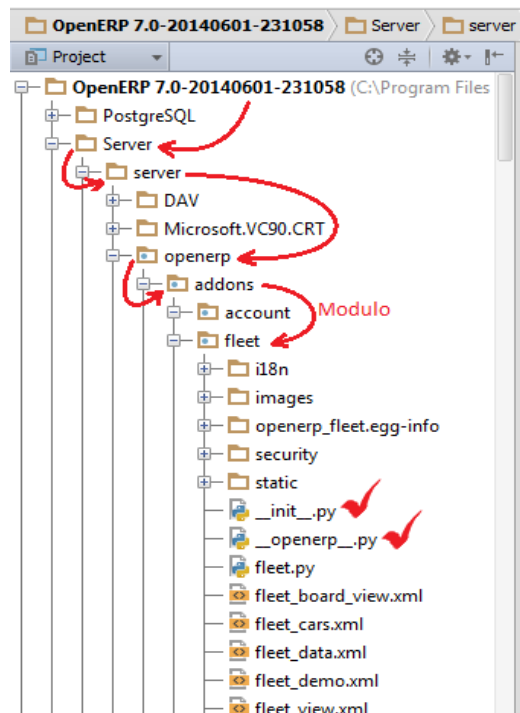 OpenERP 7.0-20140601-231058 Server server
Project
OpenERP 7.0-20140601-231058 (C:\Program Files
PostgreSQL
Server
server
DAV
Microsoft.VC90.CRT
openerp
addons
account Modulo
fleet
i18n
images
openerp_fleet.egg-info
security
static
__init__.py
__openerp__.py
fleet.py
fleet_board_view.xml
fleet_cars.xml
fleet_data.xml
fleet_demo.xml
fleet_view.xml